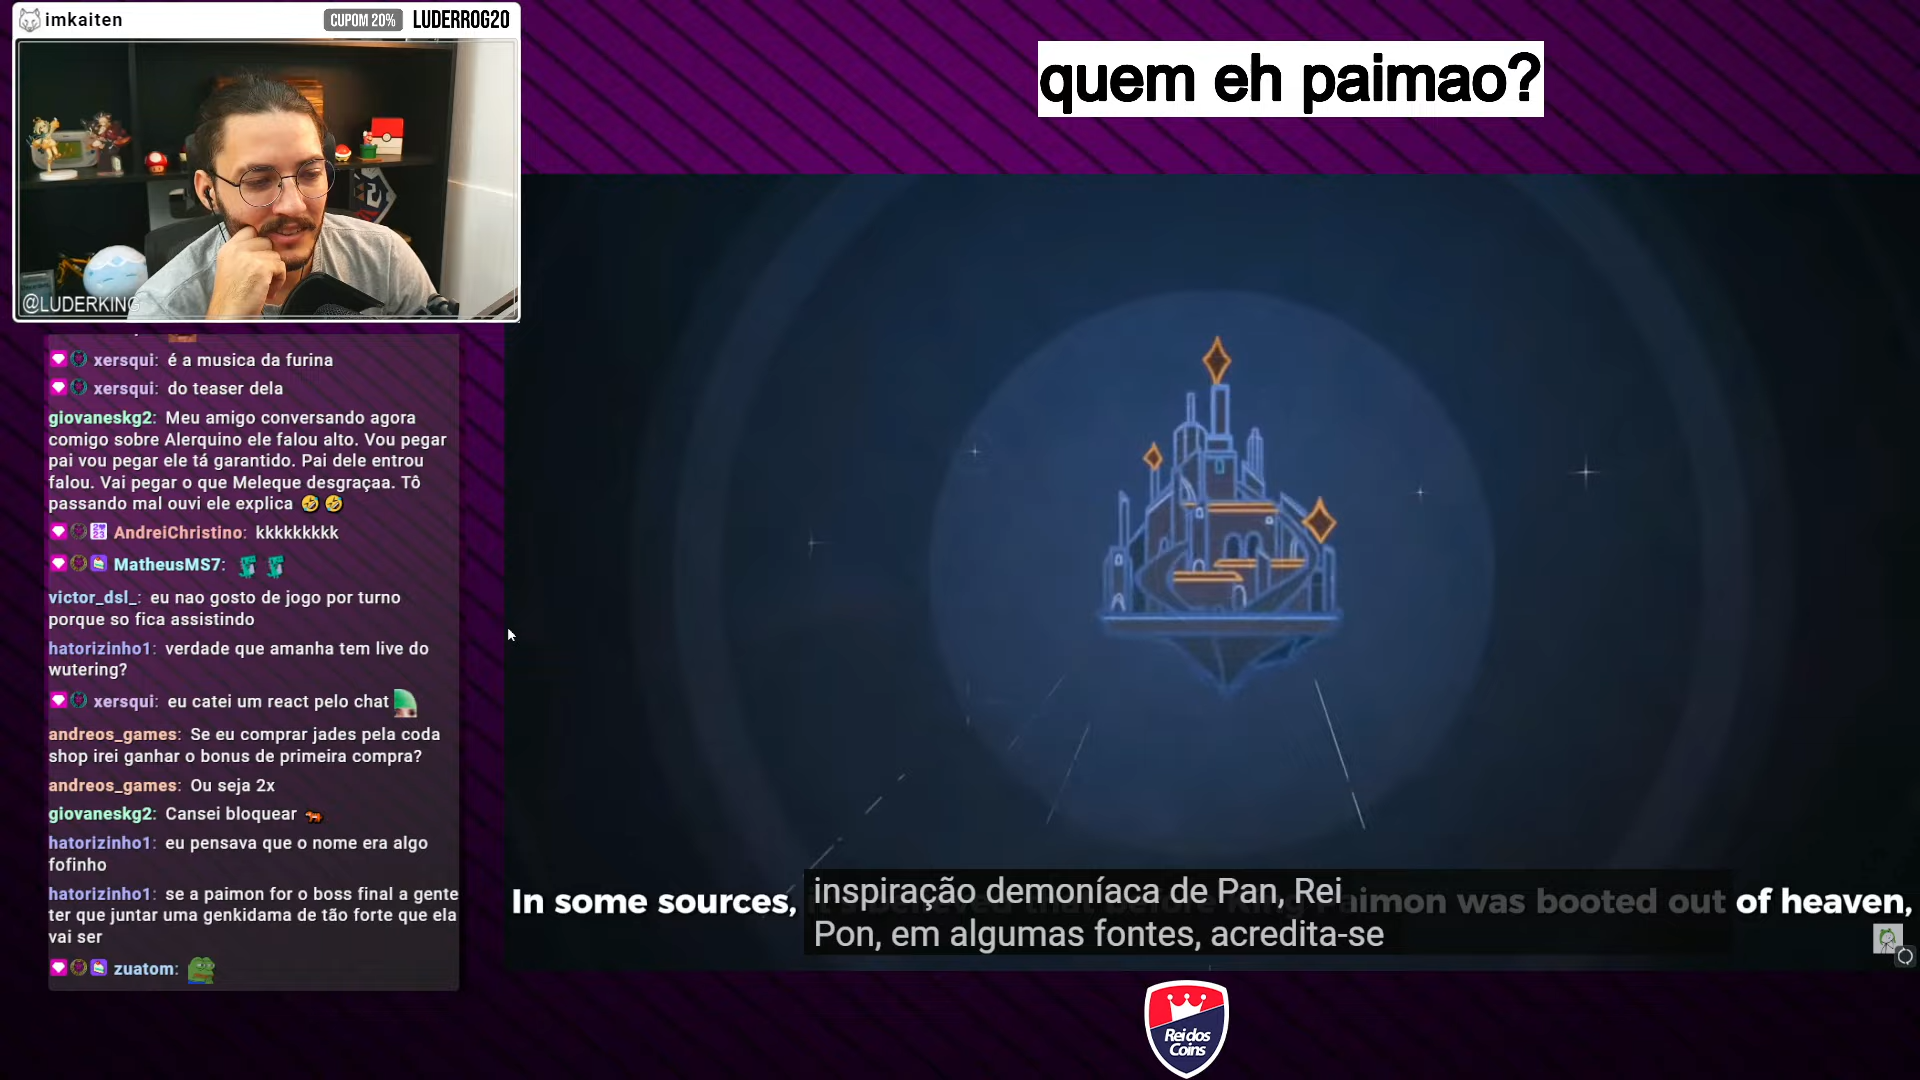 imkaiten
CUPOM 20%
LUDERROG20
quem eh paimao?
@LUDERKING
xersqui: é a musica da furina
xersqui: do teaser dela
giovaneskg2: Meu amigo conversando agora
comigo sobre Alerquino ele falou alto. Vou pegar
pai vou pegar ele tá garantido. Pai dele entrou
falou. Vai pegar o que Meleque desgraçaa. Tô
passando mal ouvi ele explica 🤣 🤣
AndreiChristino: kkkkkkkkk
MatheusMS7:
victor_dsl_: eu nao gosto de jogo por turno
porque so fica assistindo
hatorizinho1: verdade que amanha tem live do
wutering?
xersqui: eu catei um react pelo chat
andreos_games: Se eu comprar jades pela coda
shop irei ganhar o bonus de primeira compra?
andreos_games: Ou seja 2x
giovaneskg2: Cansei bloquear
hatorizinho1: eu pensava que o nome era algo
fofinho
hatorizinho1: se a paimon for o boss final a gente
ter que juntar uma genkidama de tão forte que ela
vai ser
zuatom:
inspiração demoníaca de Pan, Rei
In some sources, Paimon was booted out of heaven,
Pon, em algumas fontes, acredita-se
Rei dos
Coins